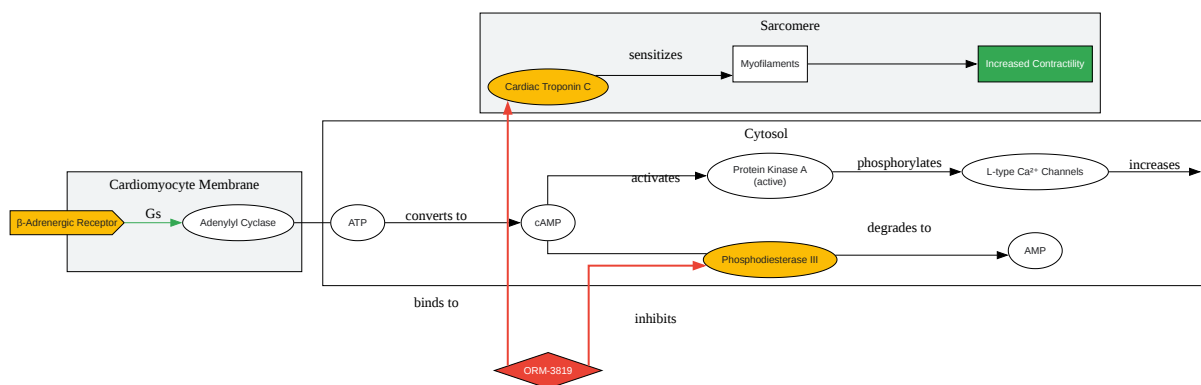 Sarcomere
sensitizes
Myofilaments
Increased Contractility
Cardiac Troponin C
Cytosol
Protein Kinase A
(active)
phosphorylates
L-type Ca²⁺ Channels
increases
activates
Cardiomyocyte Membrane
β-Adrenergic Receptor
Gs
Adenylyl Cyclase
ATP
converts to
cAMP
degrades to
Phosphodiesterase III
AMP
binds to
inhibits
ORM-3819